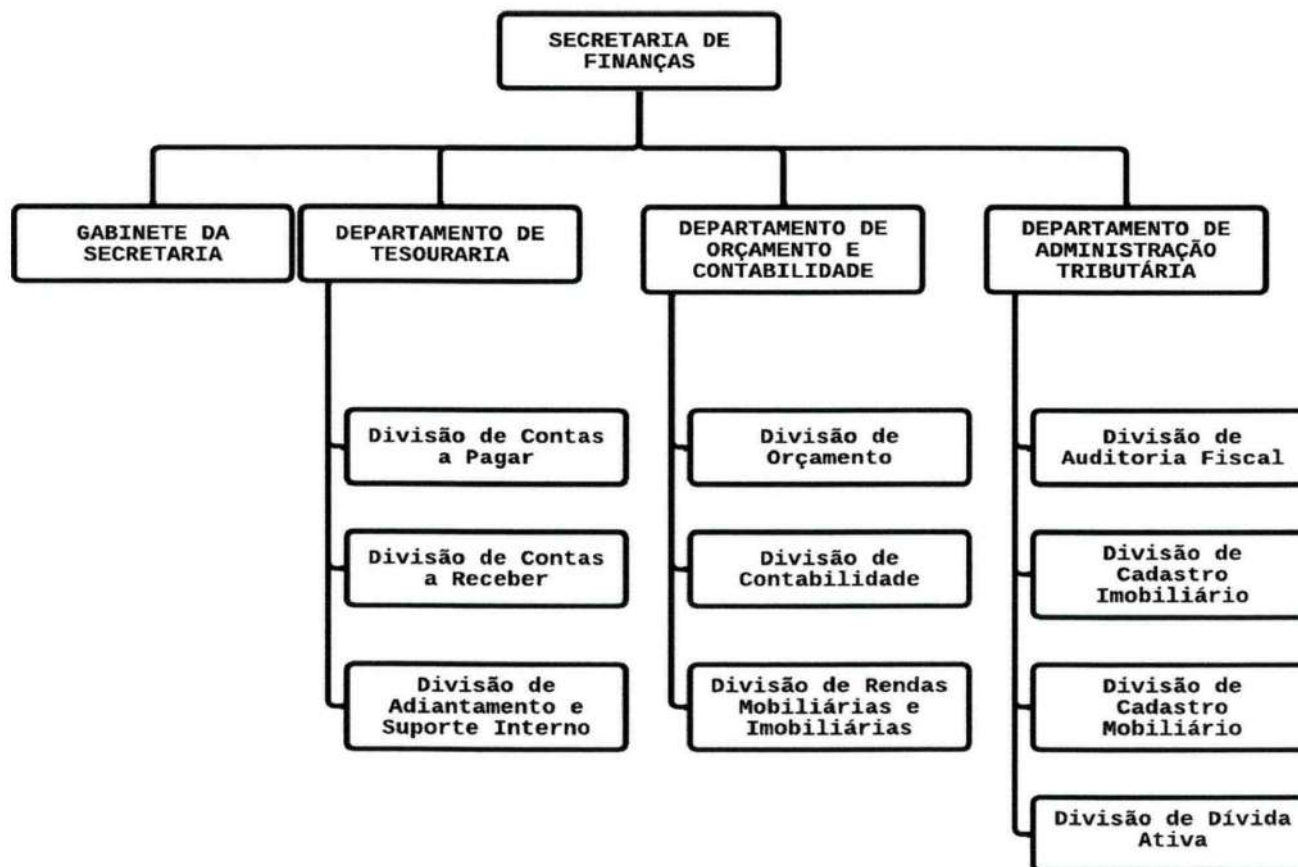 SECRETARIA DE
FINANÇAS
GABINETE DA
SECRETARIA
DEPARTAMENTO DE
TESOURARIA
DEPARTAMENTO DE
ORÇAMENTO E
CONTABILIDADE
DEPARTAMENTO DE
ADMINISTRAÇÃO
TRIBUTÁRIA
Divisão de Contas
a Pagar
Divisão de Contas
a Receber
Divisão de
Adiantamento e
Suporte Interno
Divisão de
Orçamento
Divisão de
Contabilidade
Divisão de Rendas
Mobiliárias e
Imobiliárias
Divisão de
Auditoria Fiscal
Divisão de
Cadastro
Imobiliário
Divisão de
Cadastro
Mobiliário
Divisão de Dívida
Ativa